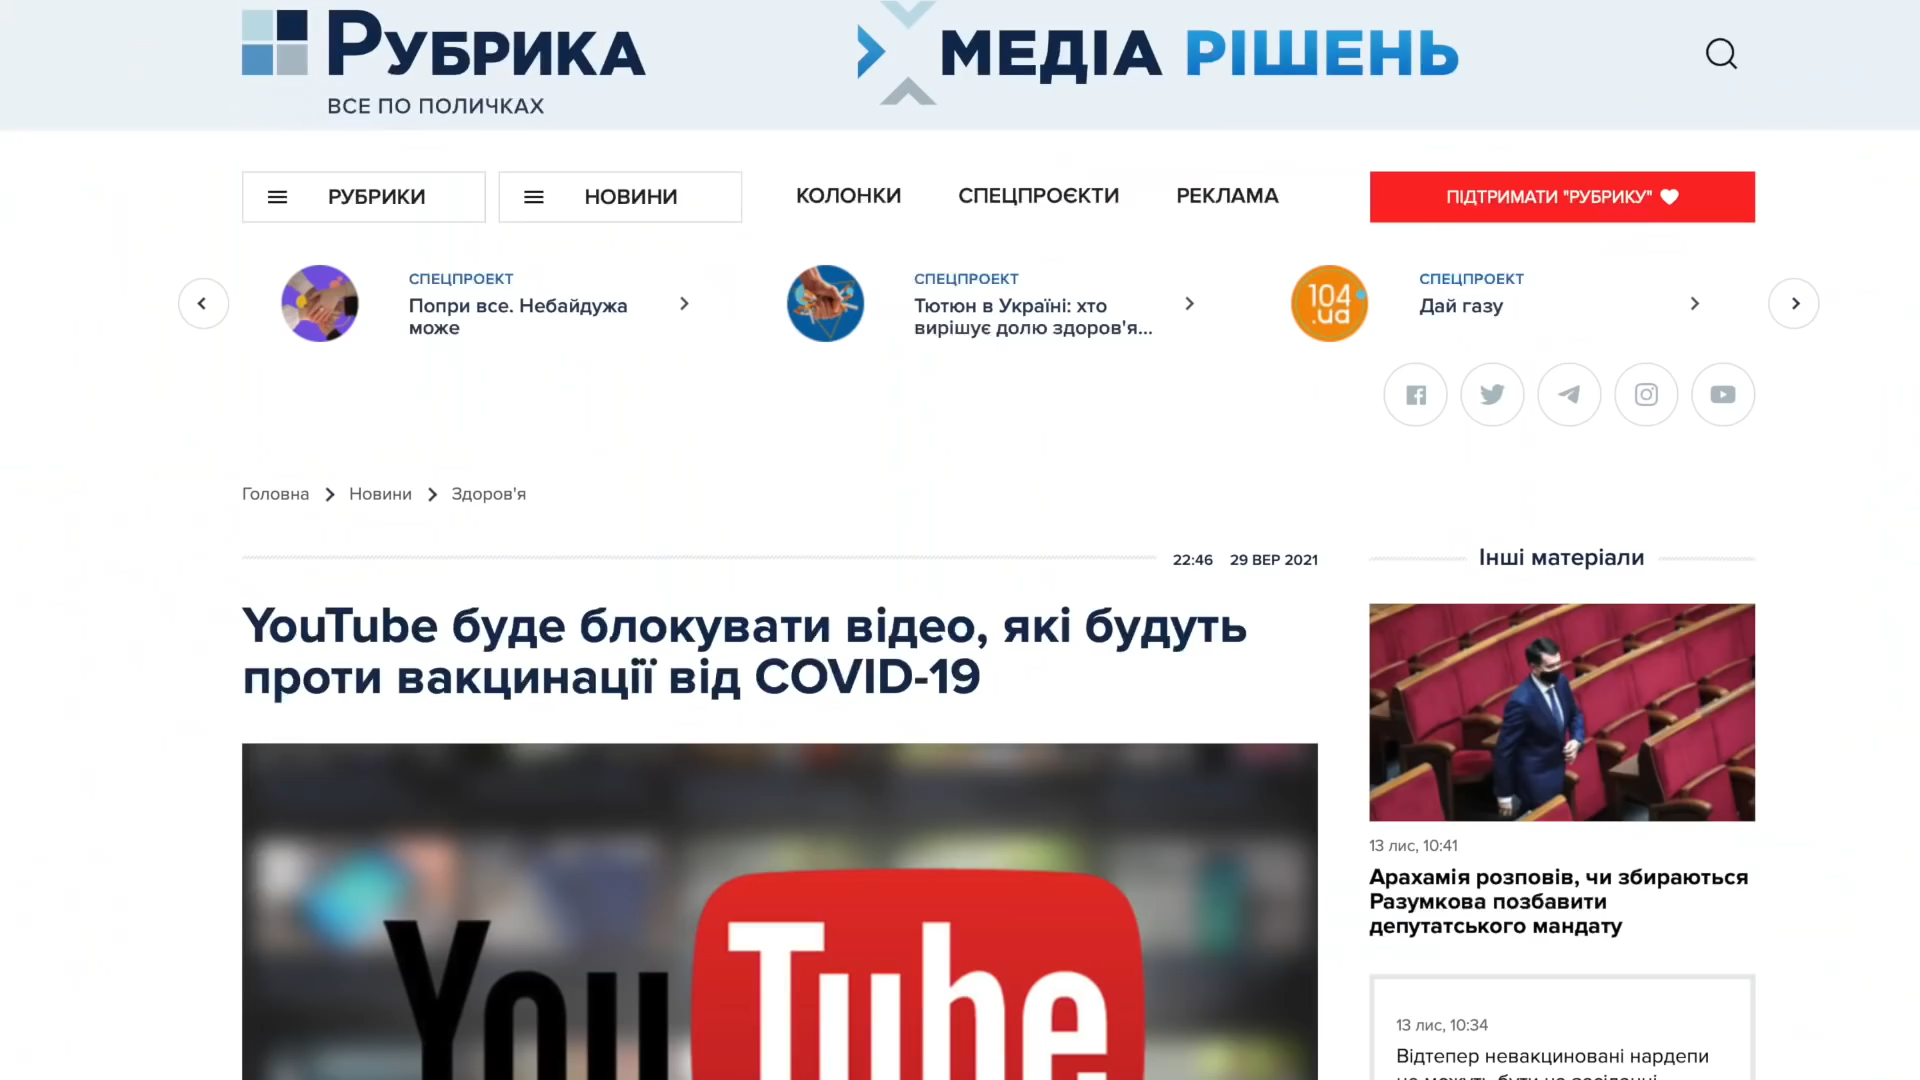 РУБРИКА
ВСЕ ПО ПОЛИЧКАХ
МЕДІА РІШЕНЬ
РУБРИКИ
НОВИНИ
КОЛОНКИ
СПЕЦПРОЄКТИ
РЕКЛАМА
ПІДТРИМАТИ "РУБРИКУ"
СПЕЦПРОЕКТ
Попри все. Небайдужа
може
СПЕЦПРОЕКТ
Тютюн в Україні: хто
вирішує долю здоров'я...
104
.ua
СПЕЦПРОЕКТ
Дай газу
Головна
Новини
Здоров'я
22:46 29 ВЕР 2021
YouTube буде блокувати відео, які будуть
проти вакцинації від COVID-19
YouTube
Інші матеріали
13 лис, 10:41
Арахамія розповів, чи збираються
Разумкова позбавити
депутатського мандату
13 лис, 10:34
Відтепер невакциновані нардепи